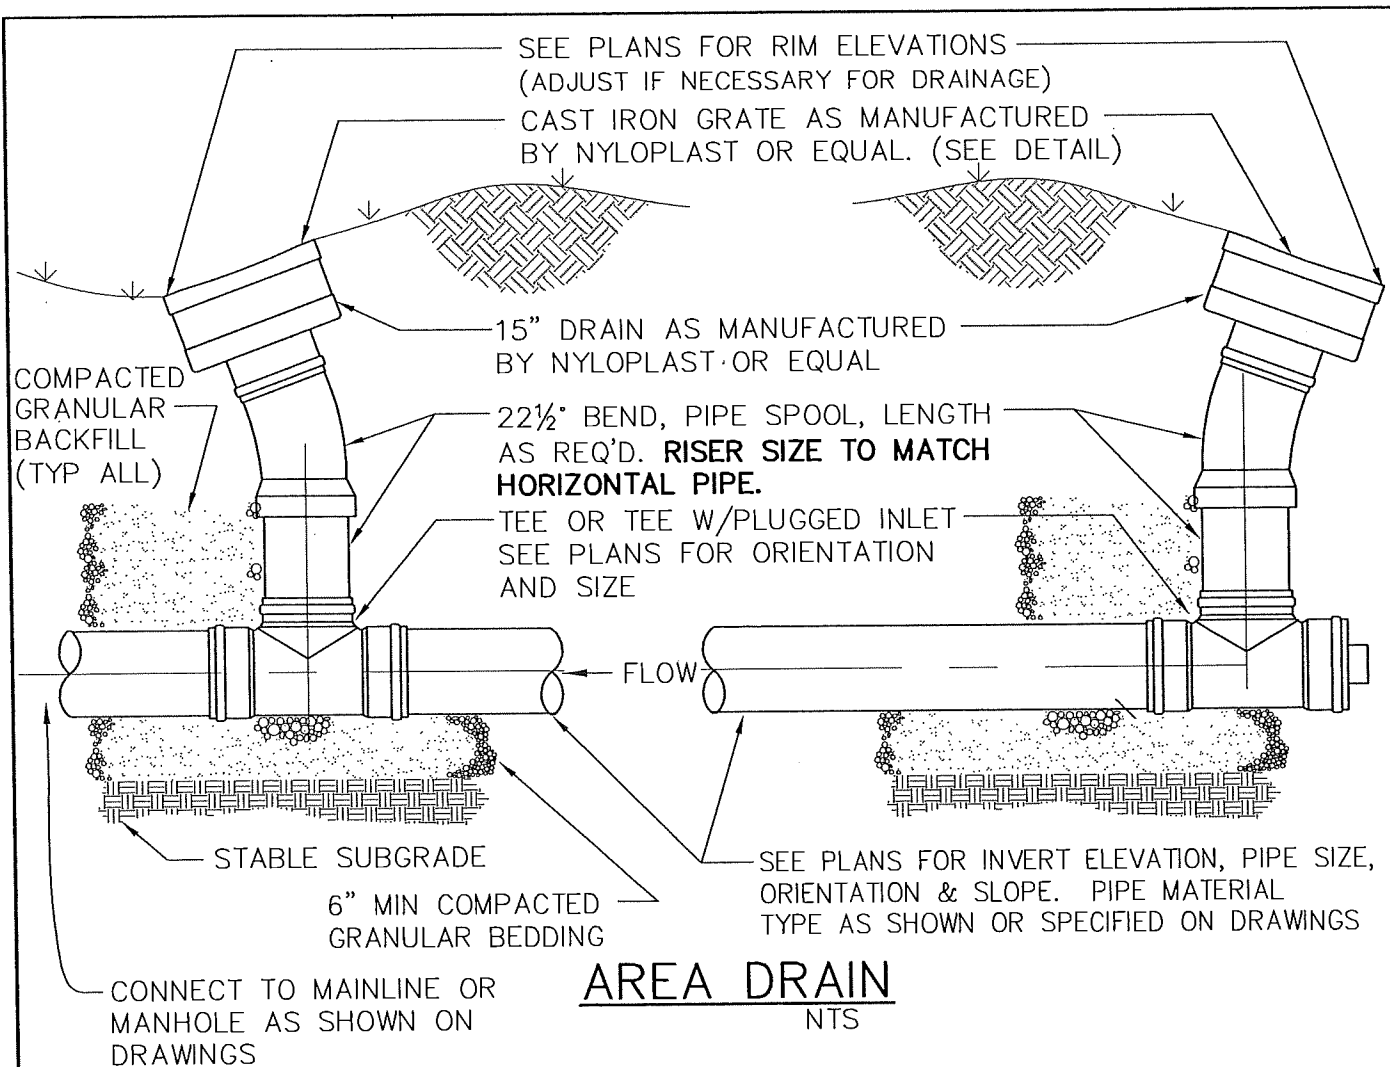 SEE PLANS FOR RIM ELEVATIONS
(ADJUST IF NECESSARY FOR DRAINAGE)
CAST IRON GRATE AS MANUFACTURED
BY NYLOPLAST OR EQUAL. (SEE DETAIL)
15" DRAIN AS MANUFACTURED
BY NYLOPLAST OR EQUAL
COMPACTED
GRANULAR
BACKFILL
(TYP ALL)
22½° BEND, PIPE SPOOL, LENGTH
AS REQ'D. RISER SIZE TO MATCH
HORIZONTAL PIPE.
TEE OR TEE W/PLUGGED INLET
SEE PLANS FOR ORIENTATION
AND SIZE
FLOW
STABLE SUBGRADE
6" MIN COMPACTED
GRANULAR BEDDING
SEE PLANS FOR INVERT ELEVATION, PIPE SIZE,
ORIENTATION & SLOPE. PIPE MATERIAL
TYPE AS SHOWN OR SPECIFIED ON DRAWINGS
CONNECT TO MAINLINE OR
MANHOLE AS SHOWN ON
DRAWINGS
AREA DRAIN
NTS